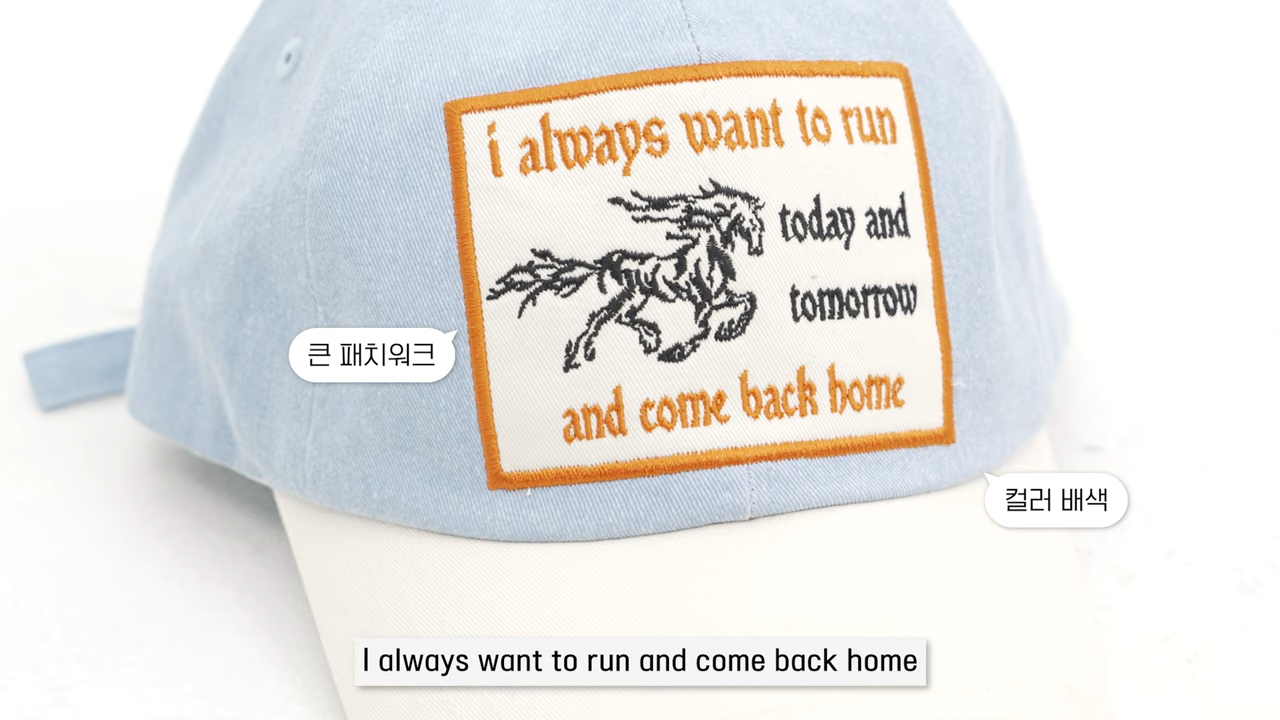 i always want to run
today and
tomorrow
and come back home
큰 패치워크
컬러 배색
I always want to run and come back home